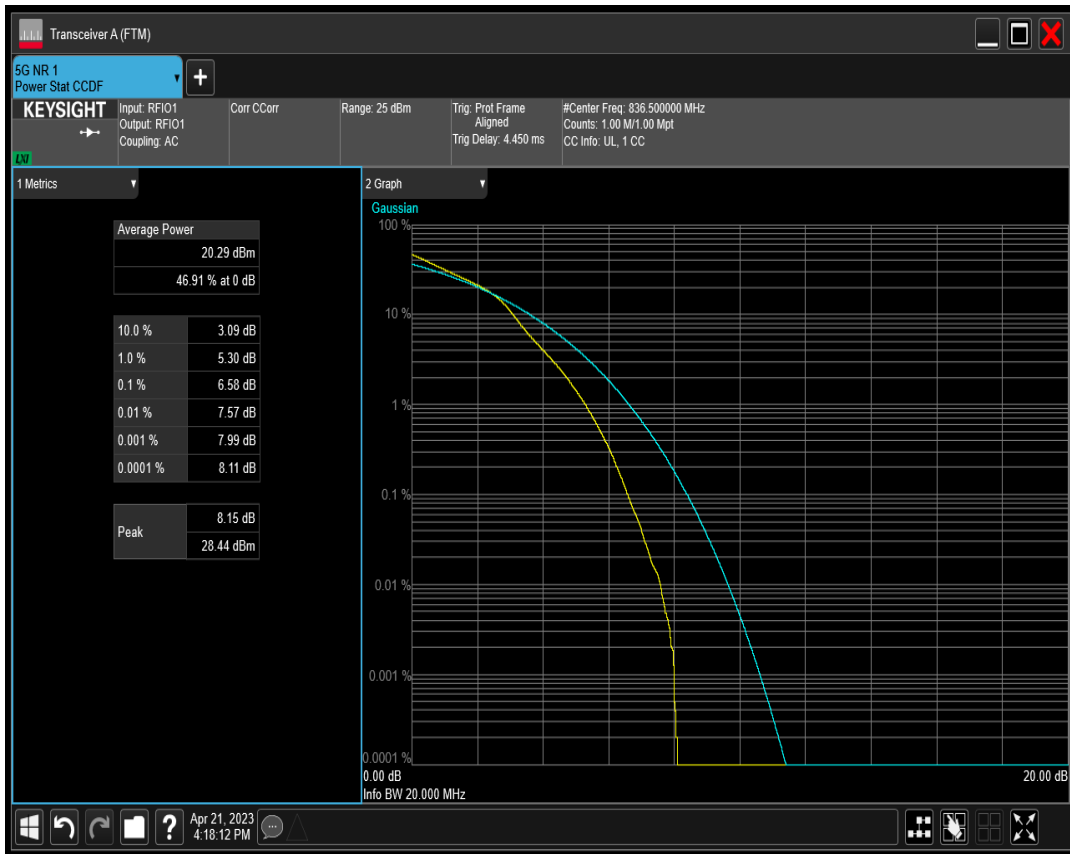 Transceiver A (FTM)
5G NR 1
Power Stat CCDF
+
KEYSIGHT
LXI
Input: RFIO1
Output: RFIO1
Coupling: AC
Corr CCorr
Range: 25 dBm
Trig: Prot Frame
Aligned
Trig Delay: 4.450 ms
#Center Freq: 836.500000 MHz
Counts: 1.00 M/1.00 Mpt
CC Info: UL, 1 CC
1 Metrics
Average Power
20.29 dBm
46.91 % at 0 dB
10.0 % 3.09 dB
1.0 % 5.30 dB
0.1 % 6.58 dB
0.01 % 7.57 dB
0.001 % 7.99 dB
0.0001 % 8.11 dB
Peak
8.15 dB
28.44 dBm
2 Graph
Gaussian
100 %
10 %
1 %
0.1 %
0.01 %
0.001 %
0.0001 %
0.00 dB 20.00 dB
Info BW 20.000 MHz
?
Apr 21, 2023
4:18:12 PM